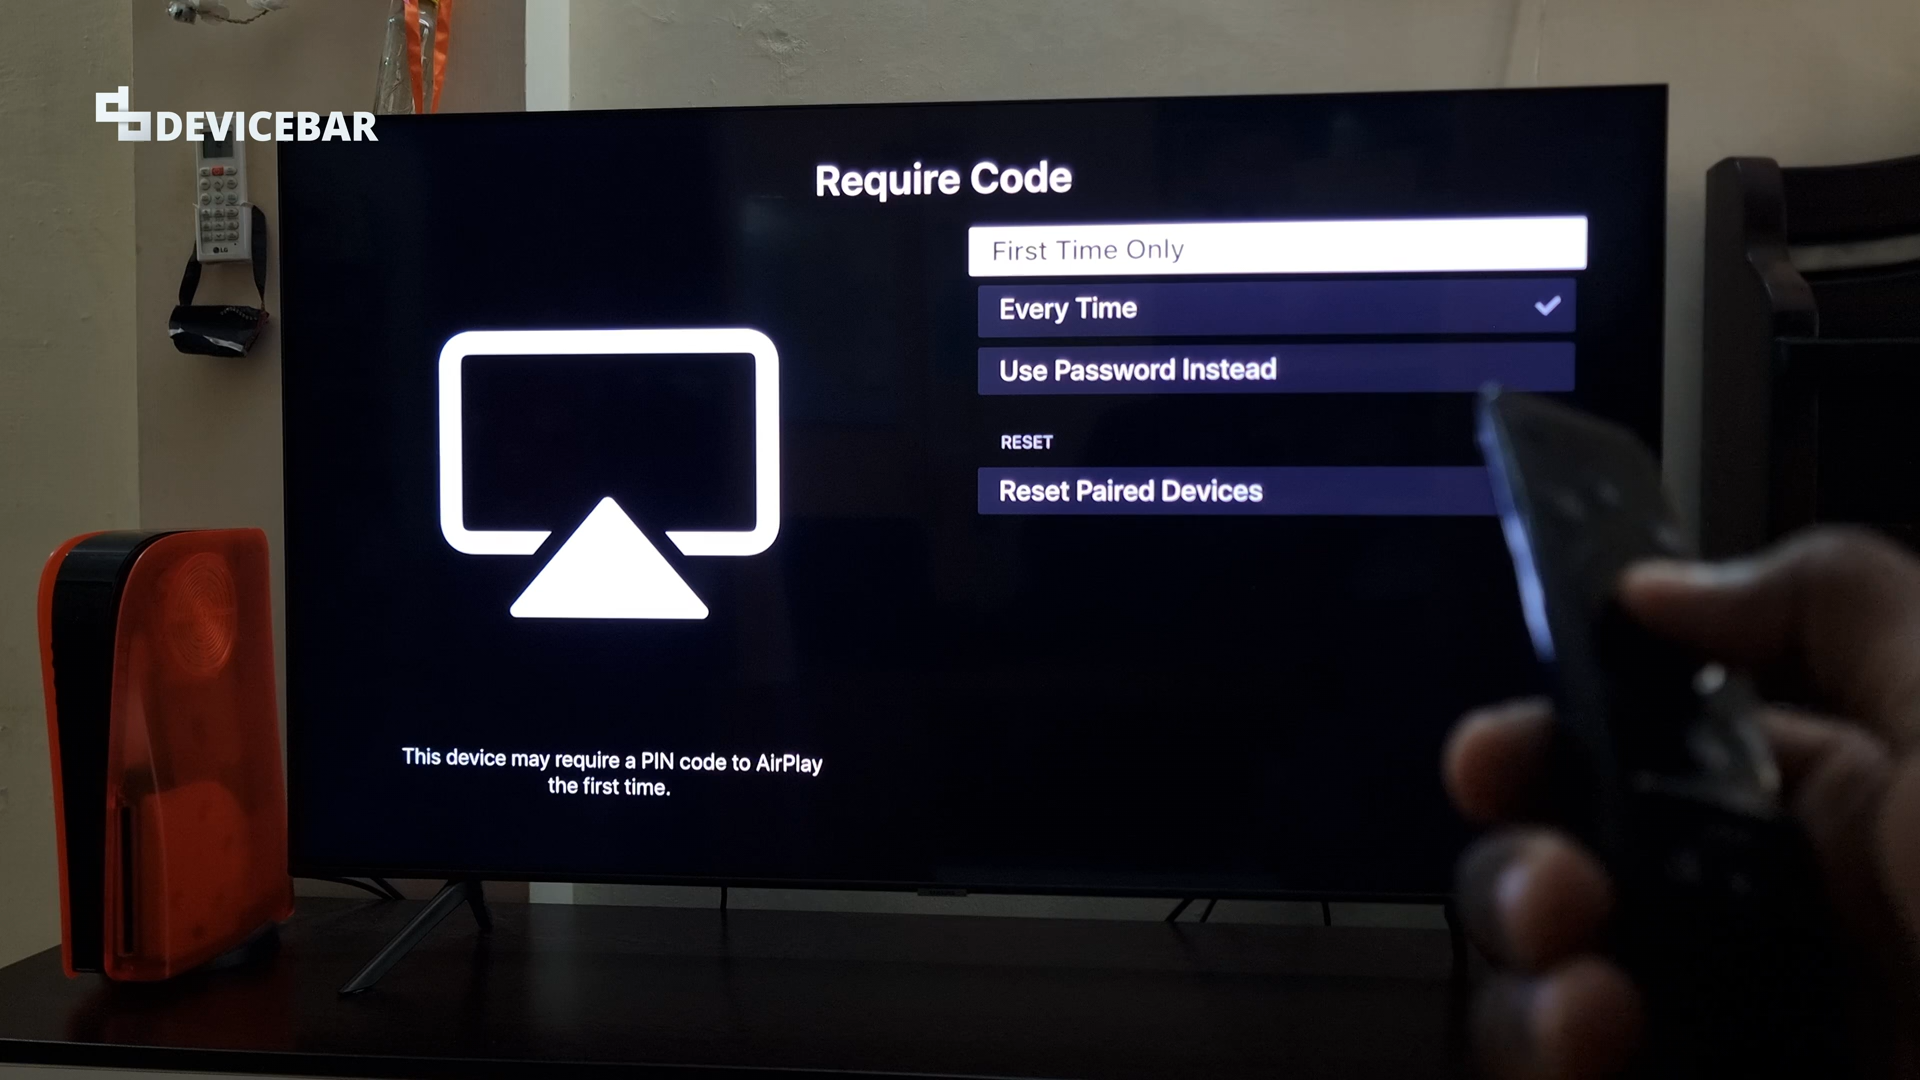 DEVICEBAR
Require Code
First Time Only
Every Time
Use Password Instead
RESET
Reset Paired Devices
This device may require a PIN code to AirPlay
the first time.
LG